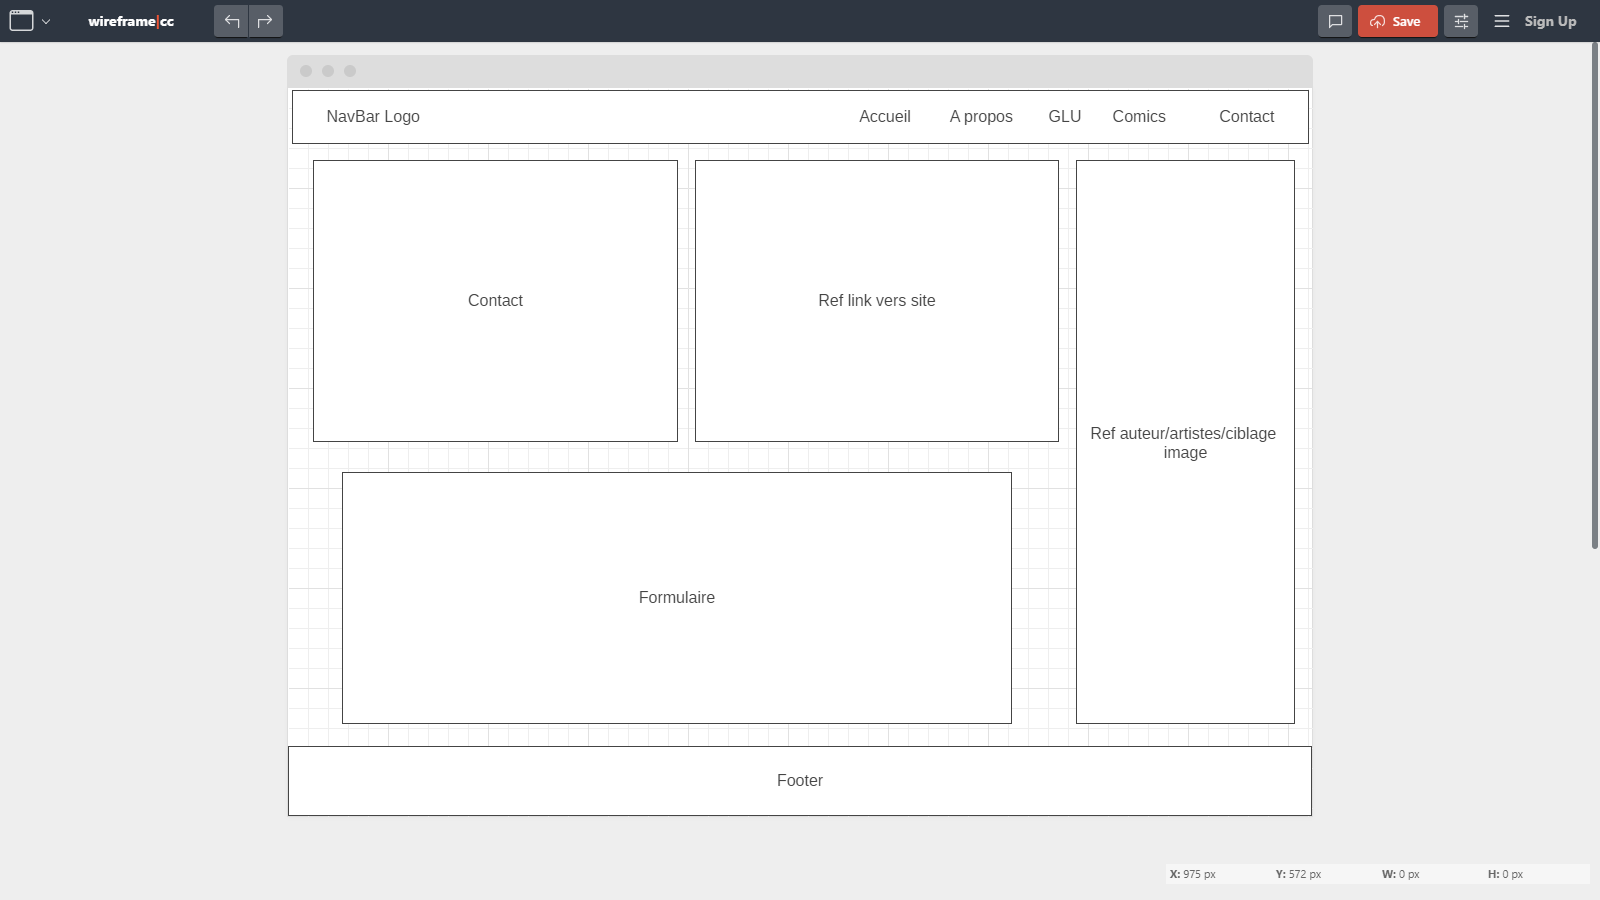 wireframe|cc
Save
Sign Up
NavBar Logo
Accueil
A propos
GLU
Comics
Contact
Contact
Ref link vers site
Ref auteur/artistes/ciblage
image
Formulaire
Footer
X: 975 px
Y: 572 px
W: 0 px
H: 0 px